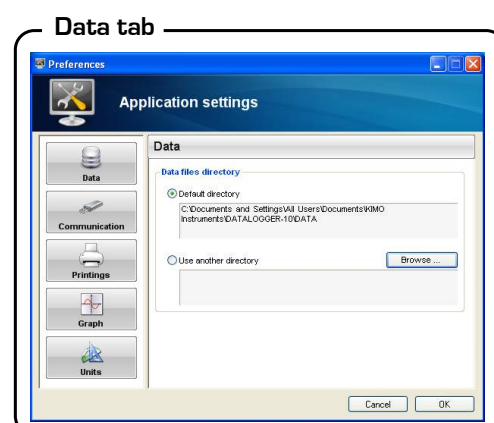 Data tab
Preferences
Application settings
Data
Communication
Printings
Graph
Units
Data
Data files directory
Default directory
C:\Documents and Settings\All Users\Documents\KIMO
Instruments\DATALOGGER-10\DATA
Use another directory
Browse ...
Cancel
OK